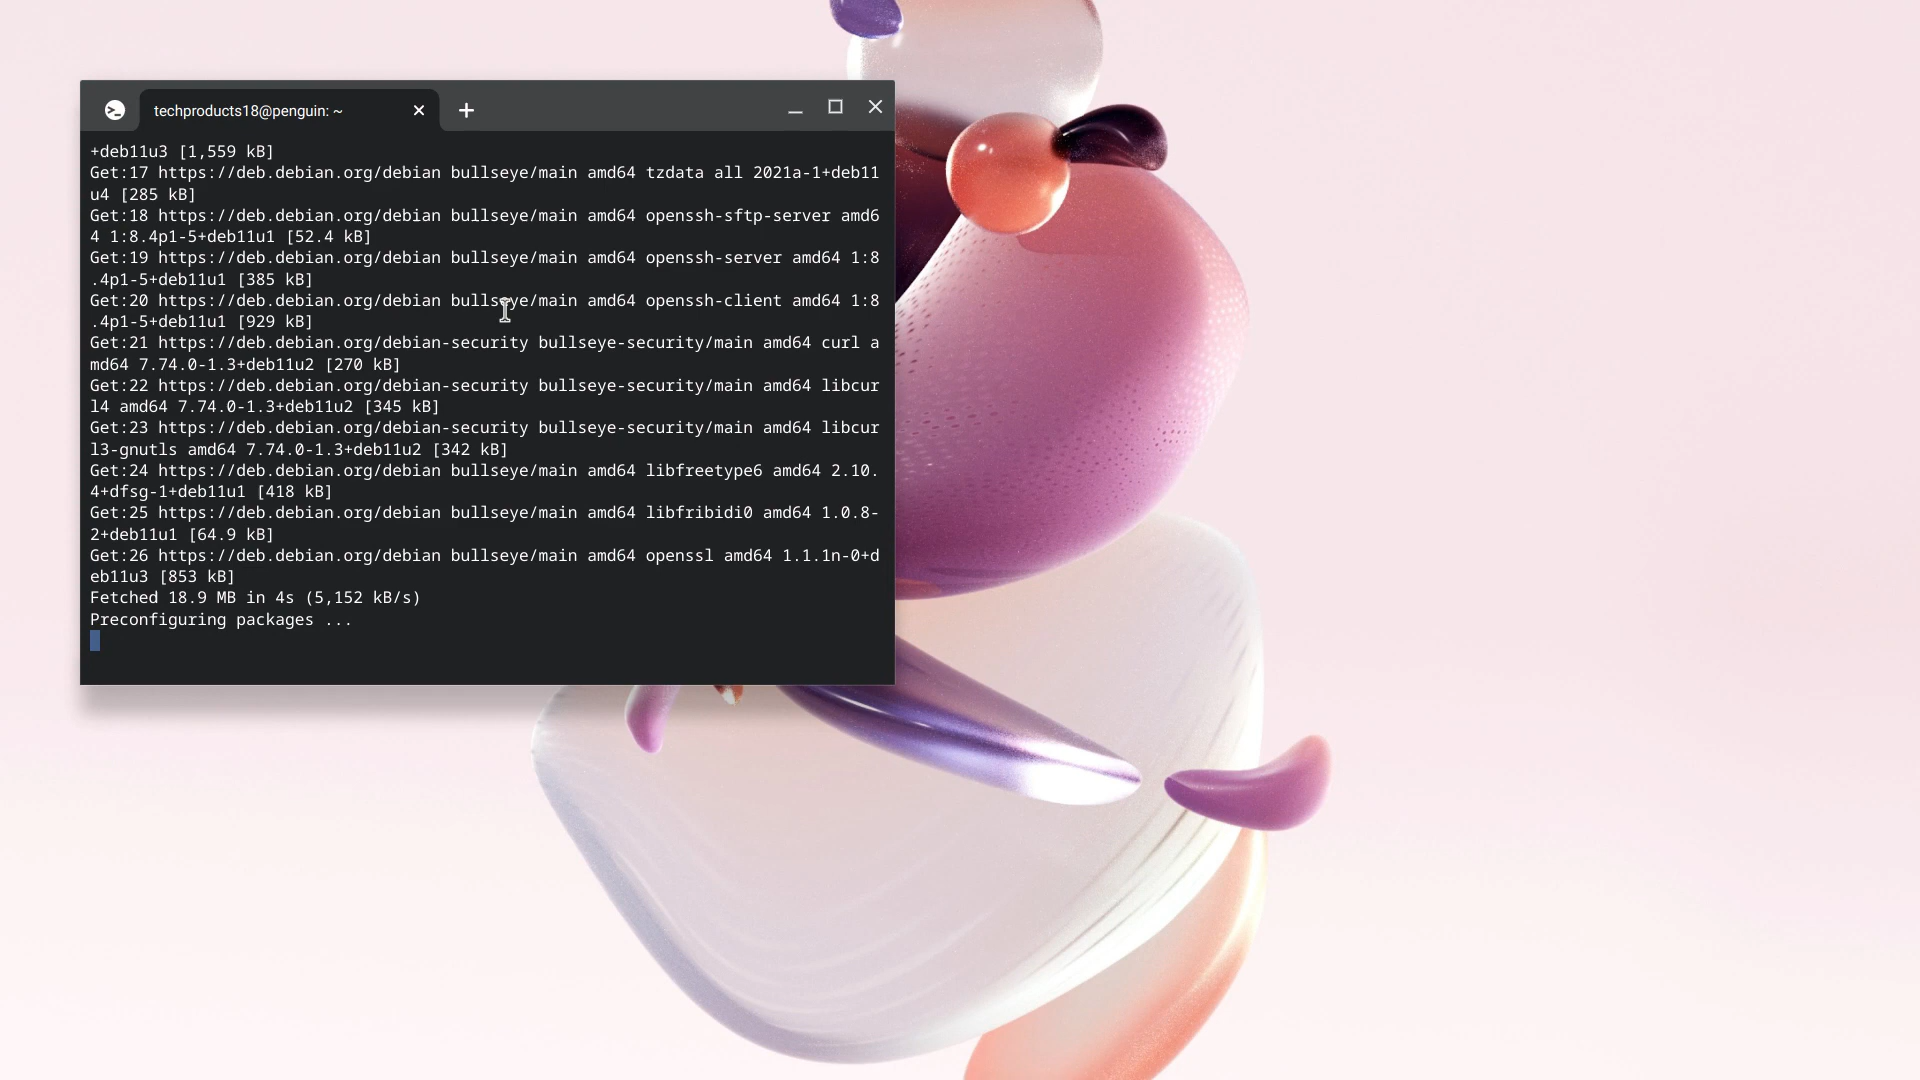 techproducts18@penguin: ~
+deb11u3 [1,559 kB]
Get:17 https://deb.debian.org/debian bullseye/main amd64 tzdata all 2021a-1+deb11
u4 [285 kB]
Get:18 https://deb.debian.org/debian bullseye/main amd64 openssh-sftp-server amd6
4 1:8.4p1-5+deb11u1 [52.4 kB]
Get:19 https://deb.debian.org/debian bullseye/main amd64 openssh-server amd64 1:8
.4p1-5+deb11u1 [385 kB]
Get:20 https://deb.debian.org/debian bullseye/main amd64 openssh-client amd64 1:8
.4p1-5+deb11u1 [929 kB]
Get:21 https://deb.debian.org/debian-security bullseye-security/main amd64 curl a
md64 7.74.0-1.3+deb11u2 [270 kB]
Get:22 https://deb.debian.org/debian-security bullseye-security/main amd64 libcur
l4 amd64 7.74.0-1.3+deb11u2 [345 kB]
Get:23 https://deb.debian.org/debian-security bullseye-security/main amd64 libcur
l3-gnutls amd64 7.74.0-1.3+deb11u2 [342 kB]
Get:24 https://deb.debian.org/debian bullseye/main amd64 libfreetype6 amd64 2.10.
4+dfsg-1+deb11u1 [418 kB]
Get:25 https://deb.debian.org/debian bullseye/main amd64 libfribidi0 amd64 1.0.8-
2+deb11u1 [64.9 kB]
Get:26 https://deb.debian.org/debian bullseye/main amd64 openssl amd64 1.1.1n-0+d
eb11u3 [853 kB]
Fetched 18.9 MB in 4s (5,152 kB/s)
Preconfiguring packages ...